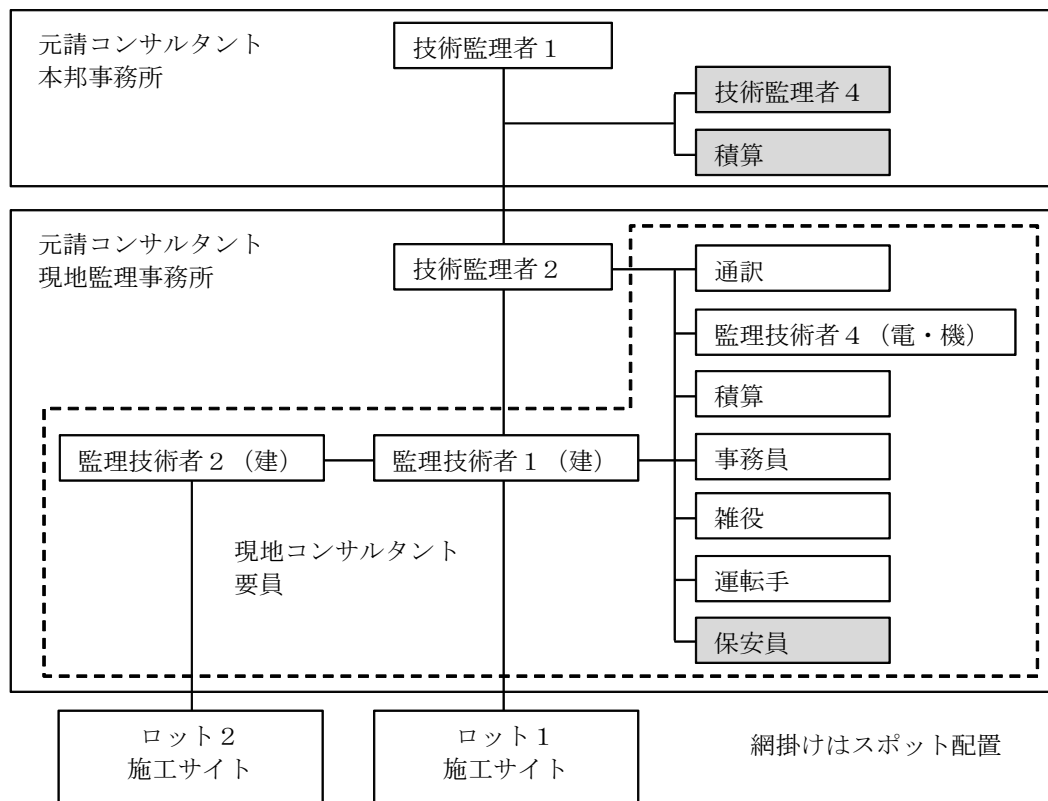 元請コンサルタント
本邦事務所
技術監理者１
技術監理者４
積算
元請コンサルタント
現地監理事務所
技術監理者２
通訳
監理技術者４（電・機）
積算
監理技術者２（建）
監理技術者１（建）
事務員
雑役
現地コンサルタント
要員
運転手
保安員
ロット２
施工サイト
ロット１
施工サイト
網掛けはスポット配置